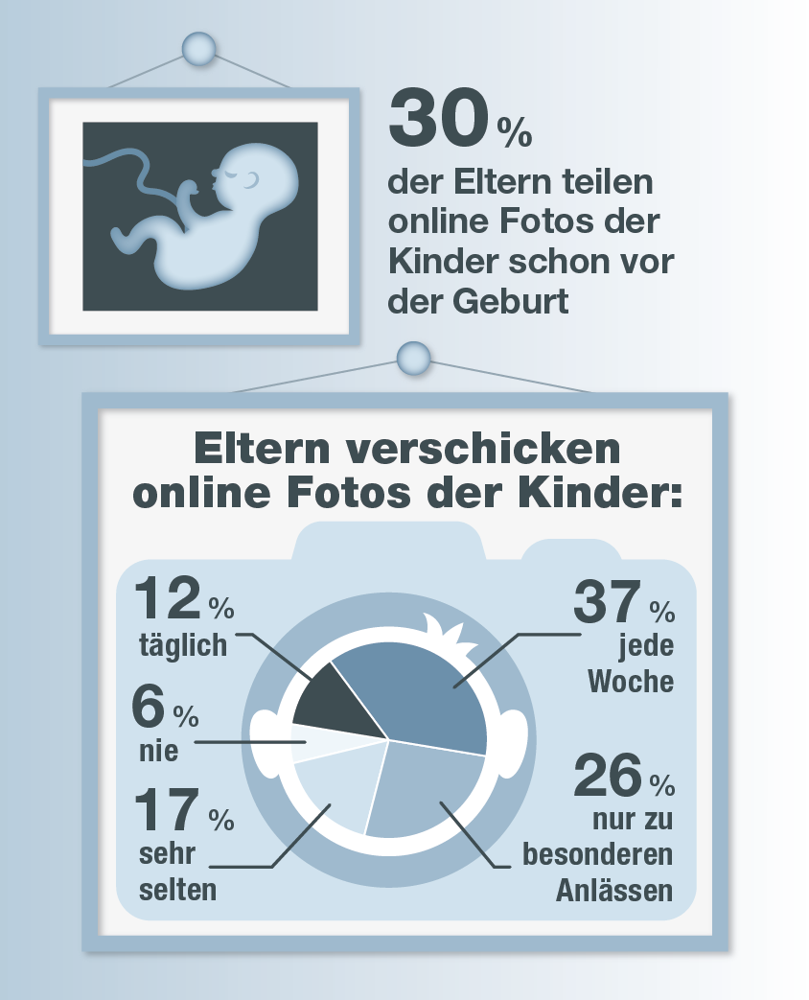 30 %
der Eltern teilen
online Fotos der
Kinder schon vor
der Geburt
Eltern verschicken
online Fotos der Kinder:
12 %
täglich
6 %
nie
17 %
sehr
selten
37 %
jede
Woche
26 %
nur zu
besonderen
Anlässen